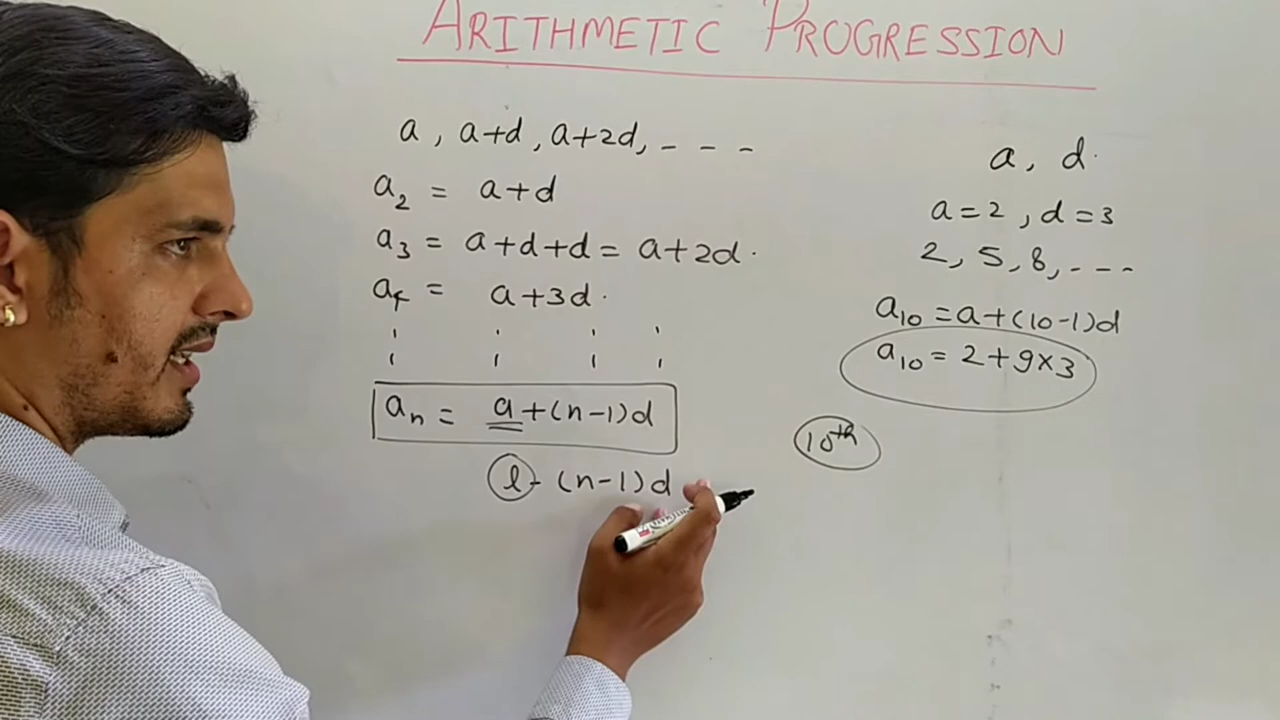 ARITHMETIC PROGRESSION
a, a+d, a+2d, - - -
a₂ = a+d
a₃ = a+d+d = a+2d.
a₄ = a+3d.
aₙ = a+(n-1)d
l - (n-1)d
a, d.
a=2, d=3
2, 5, 8, - - -
a₁₀ = a+(10-1)d
a₁₀ = 2+9×3
10th